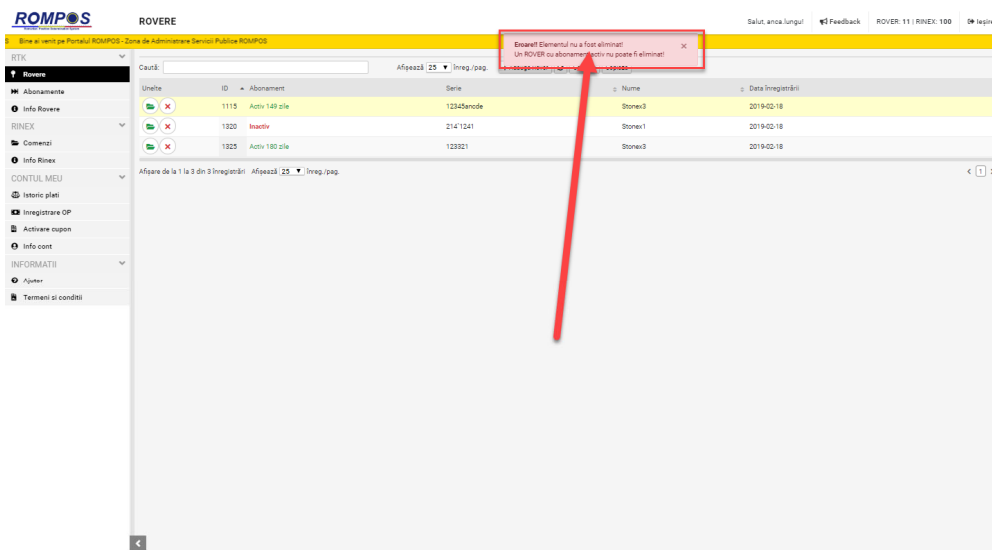 ROMPOS
ROVERE
Salut, anca.lungu!
Feedback
ROVER: 11 | RINEX: 100
Ieșire
S Bine ai venit pe Portalul ROMPOS - Zona de Administrare Servicii Publice ROMPOS
Eroare!! Elementul nu a fost eliminat!
Un ROVER cu abonament activ nu poate fi eliminat!
RTK
Rovere
Abonamente
Info Rovere
RINEX
Comenzi
Info Rinex
CONTUL MEU
Istoric plati
Inregistrare OP
Activare cupon
Info cont
INFORMATII
Ajutor
Termeni si conditii
Caută:
Afișează 25 înreg./pag.
Unelte ID Abonament Serie Nume Data înregistrării
1115 Activ 149 zile 12345ancde Stonex3 2019-02-18
1320 Inactiv 214'1241 Stonex1 2019-02-18
1325 Activ 180 zile 123321 Stonex3 2019-02-18
Afișare de la 1 la 3 din 3 înregistrări Afișează 25 înreg./pag.
1